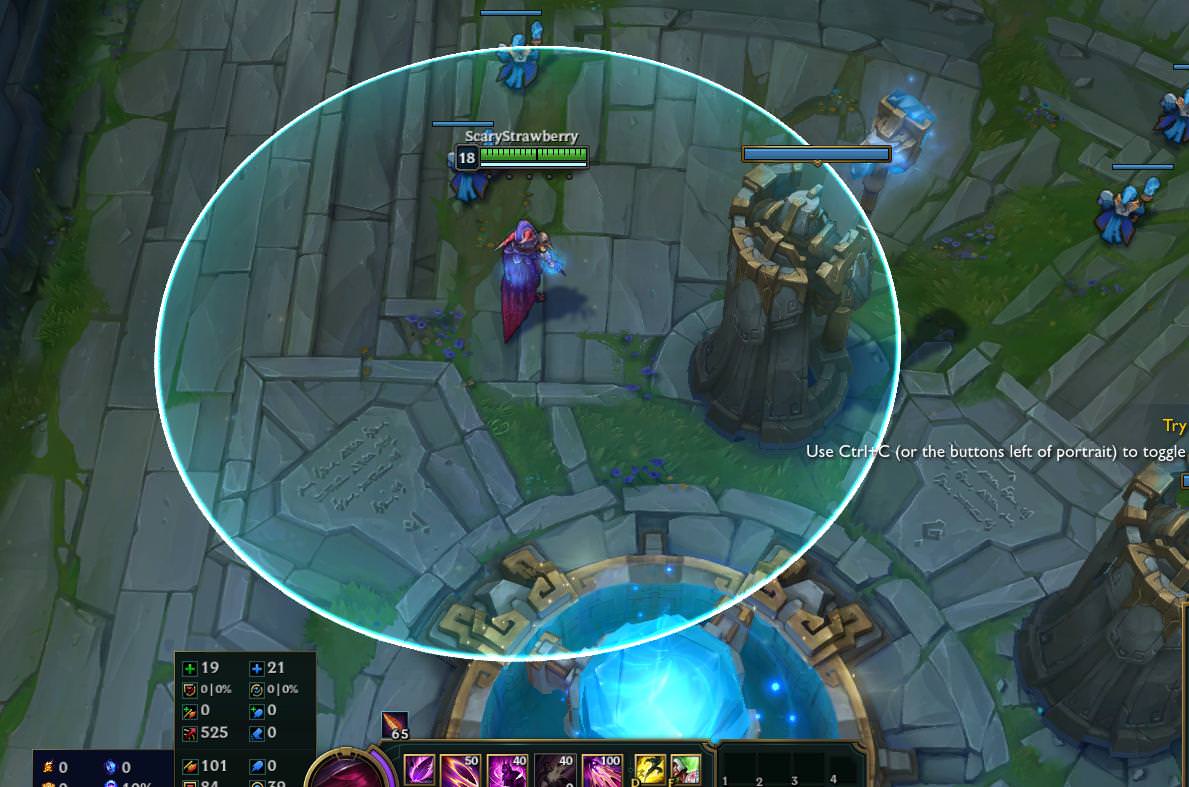 ScaryStrawberry
18
Try
Use Ctrl+C (or the buttons left of portrait) to toggle
19 21
0|0% 0|0%
0 0
525 0
65
0 0
101 0
50 40 40 100
D F
1 2 3 4